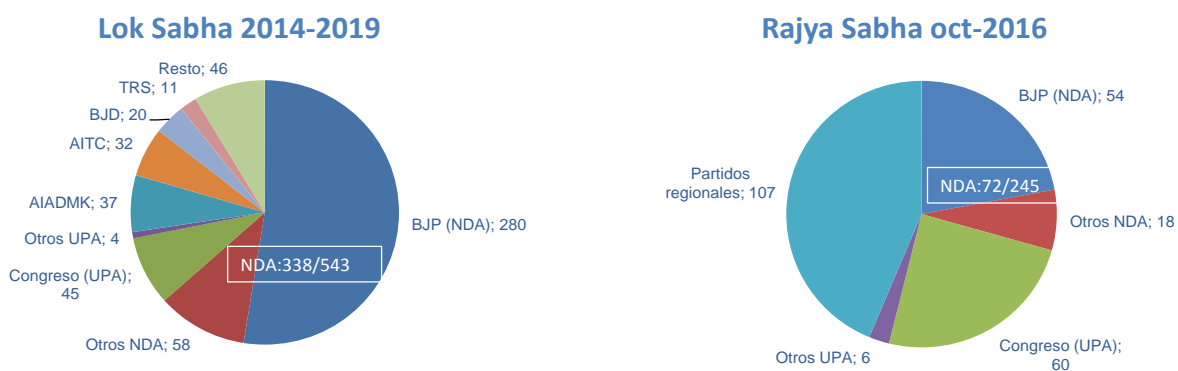 Lok Sabha 2014-2019
Resto; 46
TRS; 11
BJD; 20
AITC; 32
AIADMK; 37
Otros UPA; 4
Congreso (UPA);
45
Otros NDA; 58
BJP (NDA); 280
NDA:338/543
Rajya Sabha oct-2016
BJP (NDA); 54
Partidos
regionales; 107
NDA:72/245
Otros NDA; 18
Otros UPA; 6
Congreso (UPA);
60